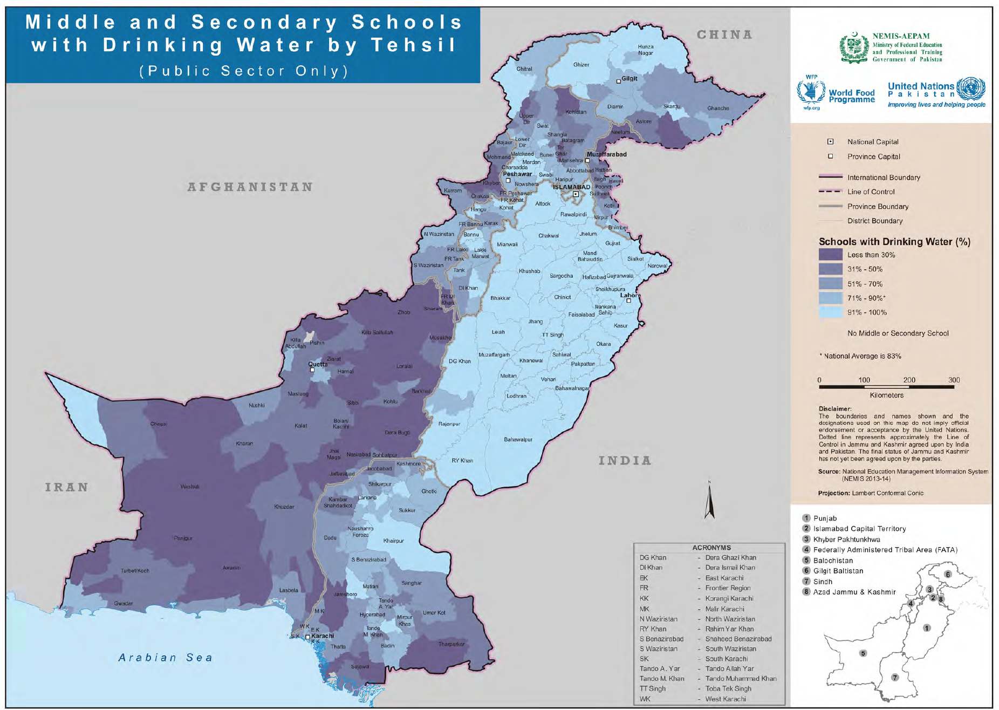 Middle and Secondary Schools
with Drinking Water by Tehsil
(Public Sector Only)
CHINA
AFGHANISTAN
IRAN
INDIA
Arabian Sea
Hunza
Nagar
Ghizer
Chitral
Gilgit
Diamir
Skardu
Ghanche
Astore
Kohistan
Upper
Dir
Swat
Neelum
Shangla
Batagram
Lower
Dir
Bajaur
Tor
Ghar
Malakand
Buner
Mohmand
Mansehra
Muzaffarabad
Mardan
Charsadda
Peshawar
Swabi
Abbottabad
Hattian
Haripur
Bagh
Haveli
Khyber
Nowshera
ISLAMABAD
Poonch
Kurram
Orakzai
FR Peshawar
Sudhnati
FR Kohat
Kohat
Hangu
Attock
Kotli
Rawalpindi
Mirpur
FR Bannu
Karak
Bhimber
N Waziristan
Bannu
Chakwal
Jhelum
Mianwali
Gujrat
FR Lakki
Lakki
Marwat
Mandi
Bahauddin
Sialkot
FR Tank
S Waziristan
Tank
Narowal
Khushab
Sargodha
Hafizabad
Gujranwala
DI Khan
Sheikhupura
Lahore
FR DI
Khan
Bhakkar
Chiniot
Nankana
Sahib
Sherani
Zhob
Faisalabad
Jhang
Kasur
Killa Saifullah
Musakhel
Leiah
TT Singh
Killa
Abdullah
Pishin
Okara
Ziarat
Quetta
Harnai
Loralai
DG Khan
Muzaffargarh
Khanewal
Sahiwal
Pakpattan
Multan
Vehari
Bahawalnagar
Mastung
Barkhan
Nushki
Sibbi
Kohlu
Lodhran
Chagai
Kalat
Bolan/
Kachhi
Rajanpur
Dera Bugti
Bahawalpur
Kharan
Jhal
Magsi
Nasirabad
Sohbatpur
Kashmore
RY Khan
Jaffarabad
Jacobabad
Washuk
Shikarpur
Ghotki
Khuzdar
Kambar
Shahdadkot
Larkana
Sukkur
Panjgur
Dadu
Naushahro
Feroze
Khairpur
Turbet/Kech
Awaran
S Benazirabad
Lasbela
Matiari
Sanghar
Gwadar
Jamshoro
Tando
A. Yar
MK
Hyderabad
Mirpur
Khas
Umer Kot
WK
EK
Tando
M. Khan
SK
Karachi
KK
Thatta
Badin
Tharparkar
Sujawal
N
ACRONYMS
DG Khan - Dera Ghazi Khan
DI Khan - Dera Ismail Khan
EK - East Karachi
FR - Frontier Region
KK - Korangi Karachi
MK - Malir Karachi
N Waziristan - North Waziristan
RY Khan - Rahim Yar Khan
S Benazirabad - Shaheed Benazirabad
S Waziristan - South Waziristan
SK - South Karachi
Tando A. Yar - Tando Allah Yar
Tando M. Khan - Tando Muhammad Khan
TT Singh - Toba Tek Singh
WK - West Karachi
NEMIS-AEPAM
Ministry of Federal Education
and Professional Training
Government of Pakistan
WFP
wfp.org
World Food
Programme
United Nations
Pakistan
Improving lives and helping people
National Capital
Province Capital
International Boundary
Line of Control
Province Boundary
District Boundary
Schools with Drinking Water (%)
Less than 30%
31% - 50%
51% - 70%
71% - 90%*
91% - 100%
No Middle or Secondary School
* National Average is 83%
0 100 200 300
Kilometers
Disclaimer:
The boundaries and names shown and the
designations used on this map do not imply official
endorsement or acceptance by the United Nations.
Dotted line represents approximately the Line of
Control in Jammu and Kashmir agreed upon by India
and Pakistan. The final status of Jammu and Kashmir
has not yet been agreed upon by the parties.
Source: National Education Management Information System
(NEMIS 2013-14)
Projection: Lambert Conformal Conic
1 Punjab
2 Islamabad Capital Territory
3 Khyber Pakhtunkhwa
4 Federally Administered Tribal Area (FATA)
5 Balochistan
6 Gilgit Baltistan
7 Sindh
8 Azad Jammu & Kashmir
6
3
2
8
4
1
5
7